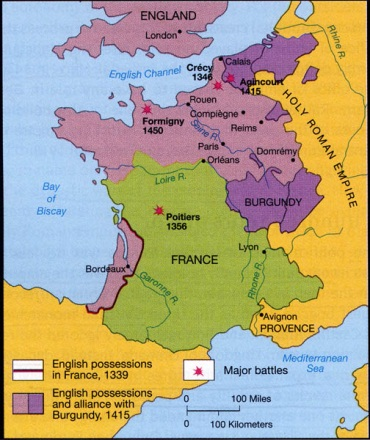 ENGLAND
London
Rhine R.
English Channel
Calais
Crécy
1346
Agincourt
1415
HOLY ROMAN EMPIRE
Rouen
Compiègne
Formigny
1450
Reims
Seine R.
Paris
Domrémy
Orléans
Loire R.
Bay
of
Biscay
BURGUNDY
Poitiers
1356
Lyon
FRANCE
Bordeaux
Garonne R.
Rhone R.
Avignon
PROVENCE
Mediterranean
Sea
English possessions
in France, 1339
Major battles
English possessions
and alliance with
Burgundy, 1415
0 100 Miles
0 100 Kilometers